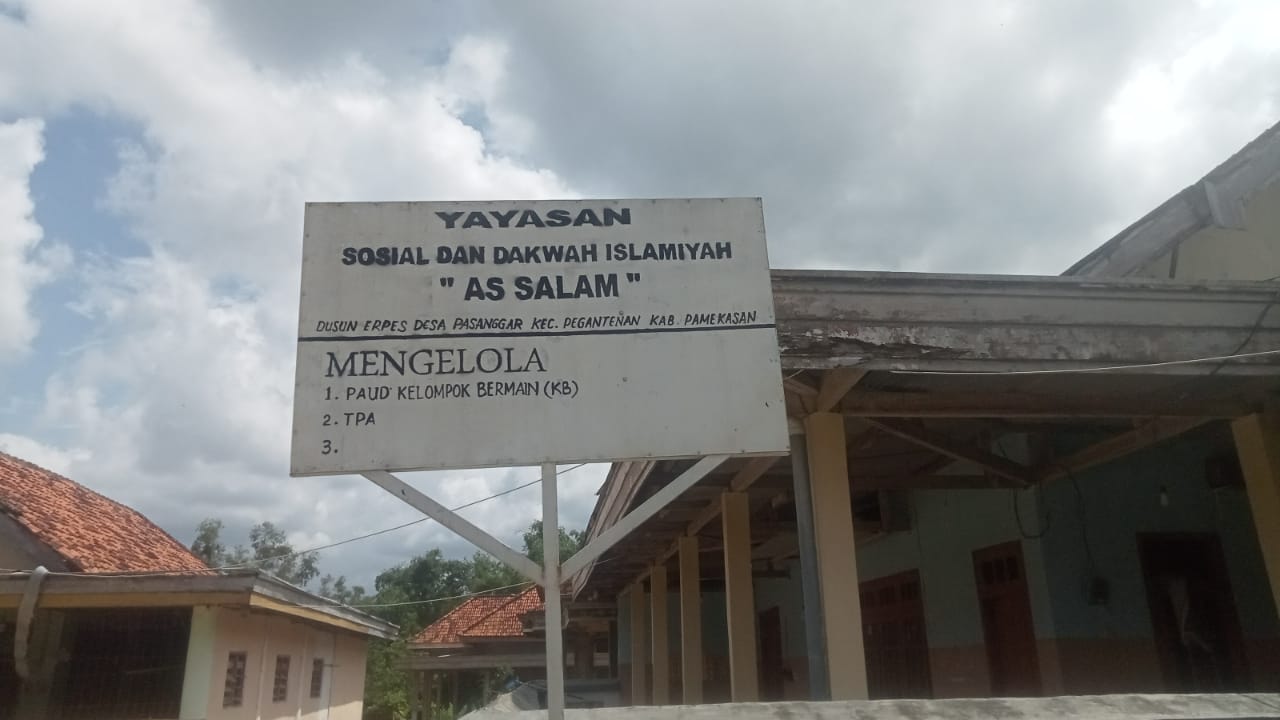 YAYASAN
SOSIAL DAN DAKWAH ISLAMIYAH
" AS SALAM "
DUSUN ERPES DESA PASANGGAR KEC. PEGANTENAN KAB. PAMEKASAN
MENGELOLA
1. PAUD KELOMPOK BERMAIN (KB)
2. TPA
3.